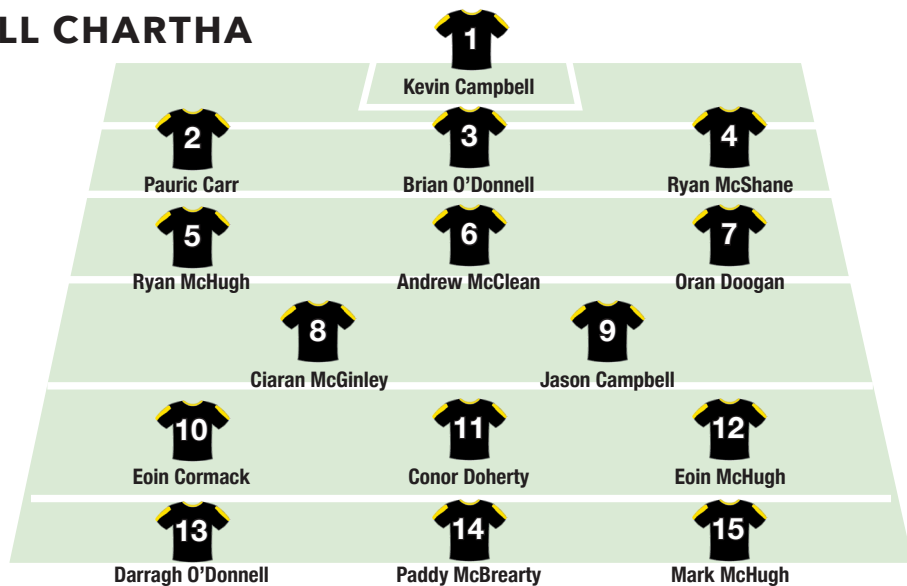 LL CHARTHA
1
Kevin Campbell
2 3 4
Pauric Carr Brian O'Donnell Ryan McShane
5 6 7
Ryan McHugh Andrew McClean Oran Doogan
8 9
Ciaran McGinley Jason Campbell
10 11 12
Eoin Cormack Conor Doherty Eoin McHugh
13 14 15
Darragh O'Donnell Paddy McBrearty Mark McHugh